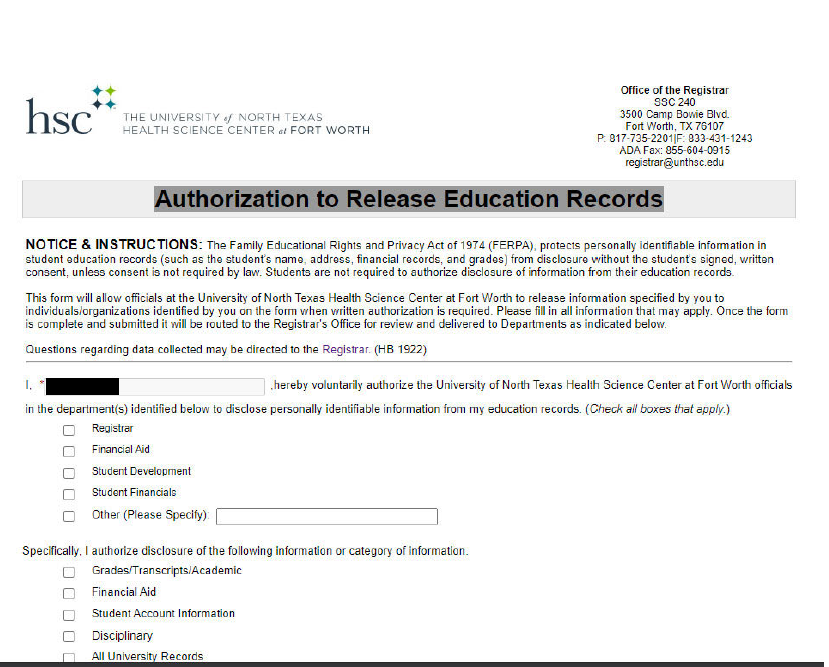 hsc
THE UNIVERSITY of NORTH TEXAS
HEALTH SCIENCE CENTER at FORT WORTH
Office of the Registrar
SSC 240
3500 Camp Bowie Blvd.
Fort Worth, TX 76107
P: 817-735-2201|F: 833-431-1243
ADA Fax: 855-604-0915
registrar@unthsc.edu
Authorization to Release Education Records
NOTICE & INSTRUCTIONS: The Family Educational Rights and Privacy Act of 1974 (FERPA), protects personally identifiable information in
student education records (such as the student's name, address, financial records, and grades) from disclosure without the student's signed, written
consent, unless consent is not required by law. Students are not required to authorize disclosure of information from their education records.
This form will allow officials at the University of North Texas Health Science Center at Fort Worth to release information specified by you to
individuals/organizations identified by you on the form when written authorization is required. Please fill in all information that may apply. Once the form
is complete and submitted it will be routed to the Registrar's Office for review and delivered to Departments as indicated below.
Questions regarding data collected may be directed to the Registrar. (HB 1922)
I, * ,hereby voluntarily authorize the University of North Texas Health Science Center at Fort Worth officials
in the department(s) identified below to disclose personally identifiable information from my education records. (Check all boxes that apply.)
Registrar
Financial Aid
Student Development
Student Financials
Other (Please Specify):
Specifically, I authorize disclosure of the following information or category of information.
Grades/Transcripts/Academic
Financial Aid
Student Account Information
Disciplinary
All University Records